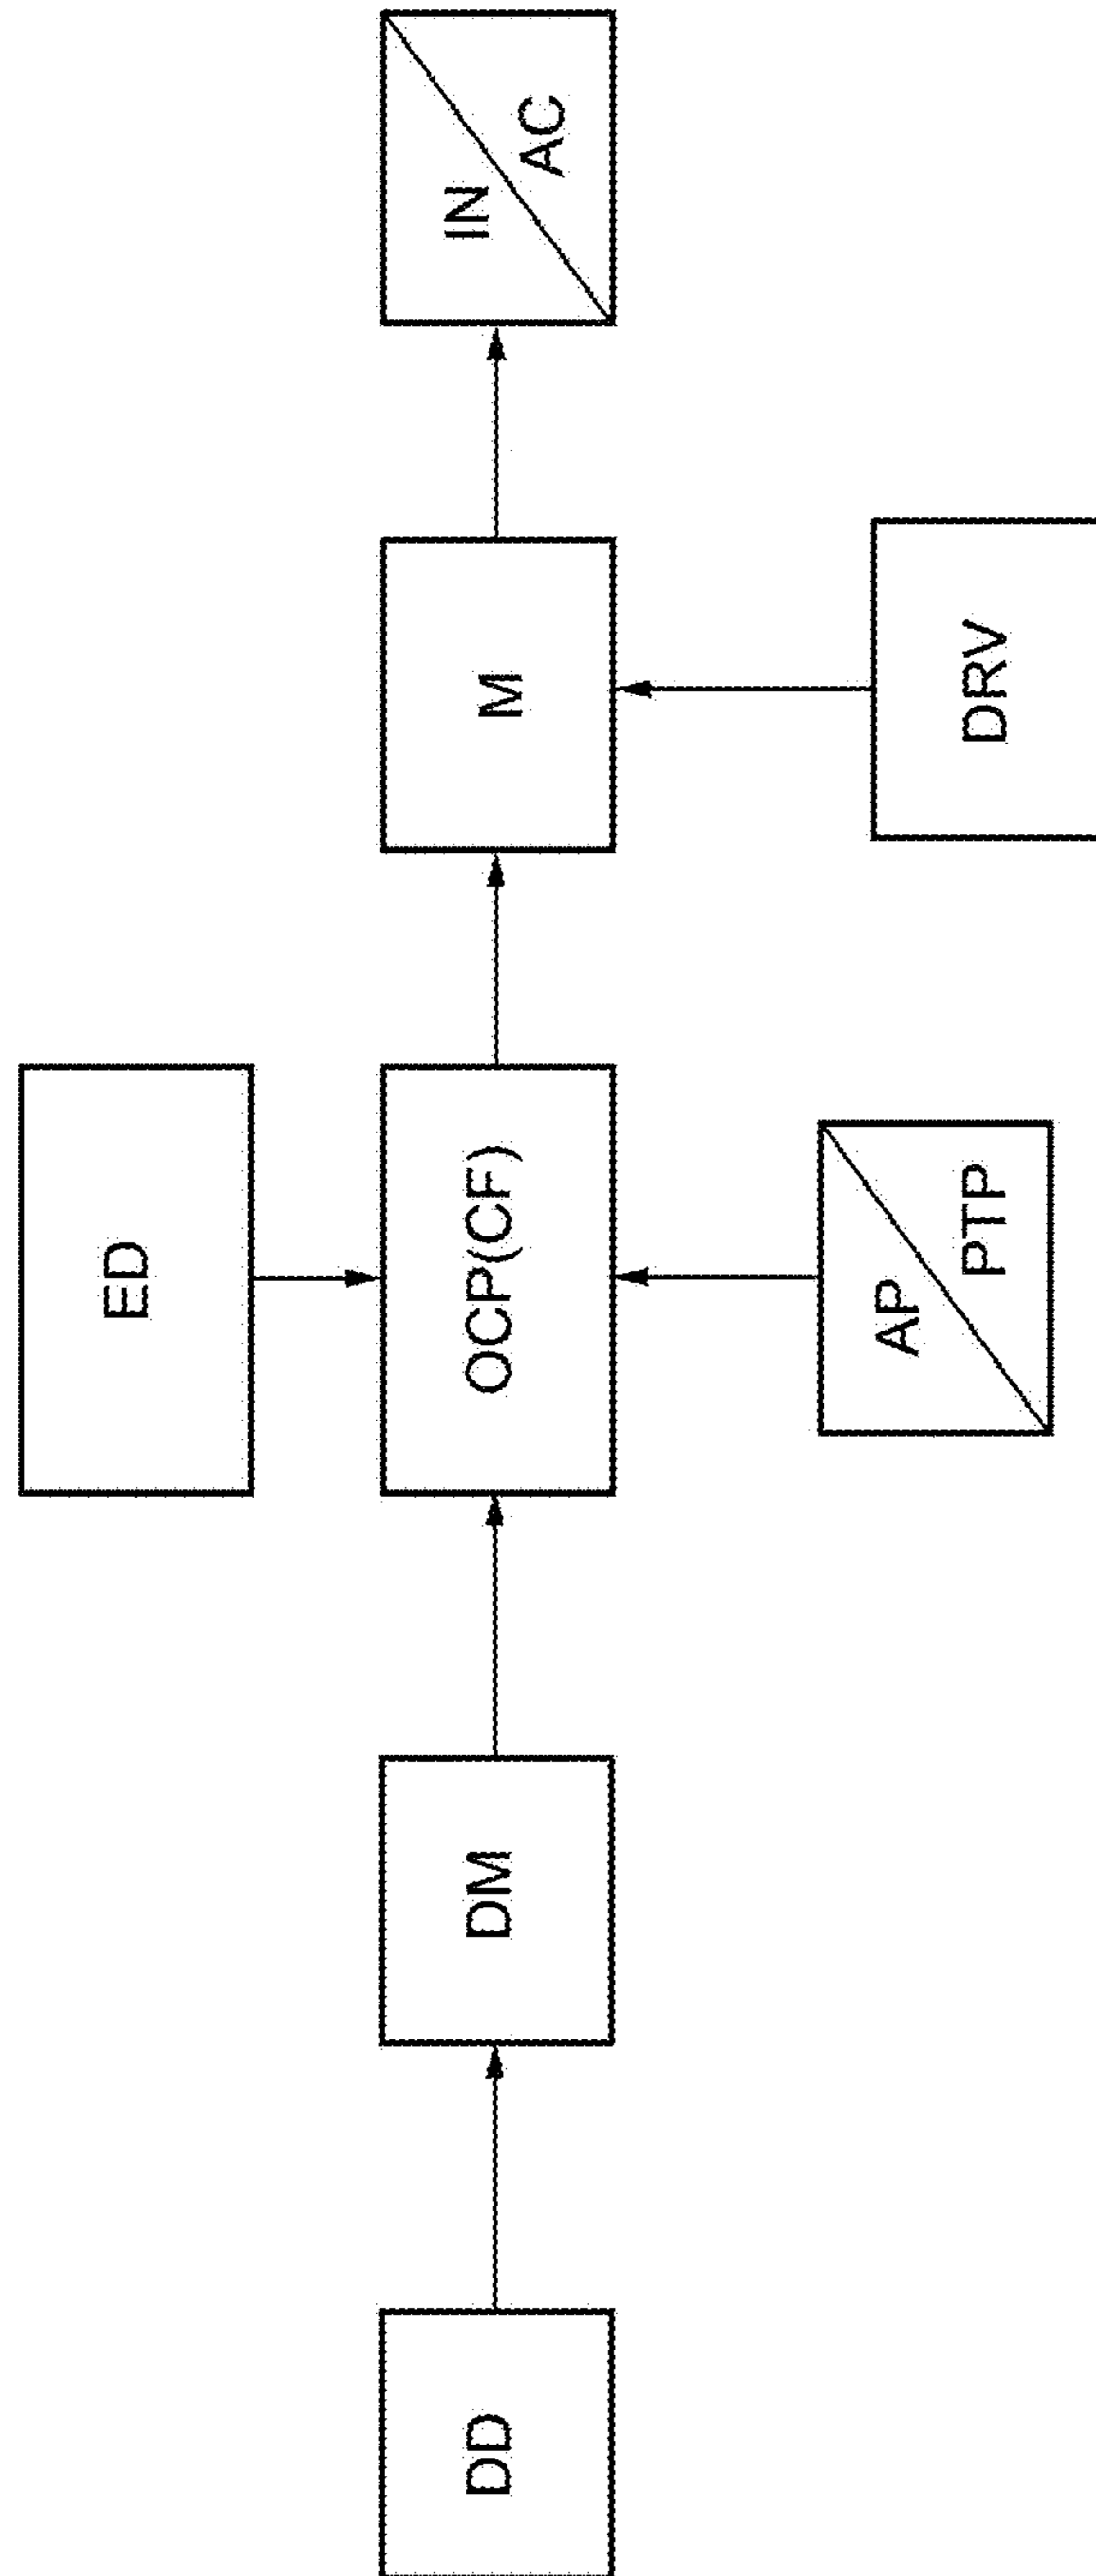 ED
DD
DM
OCP(CF)
M
IN
AC
AP
PTP
DRV